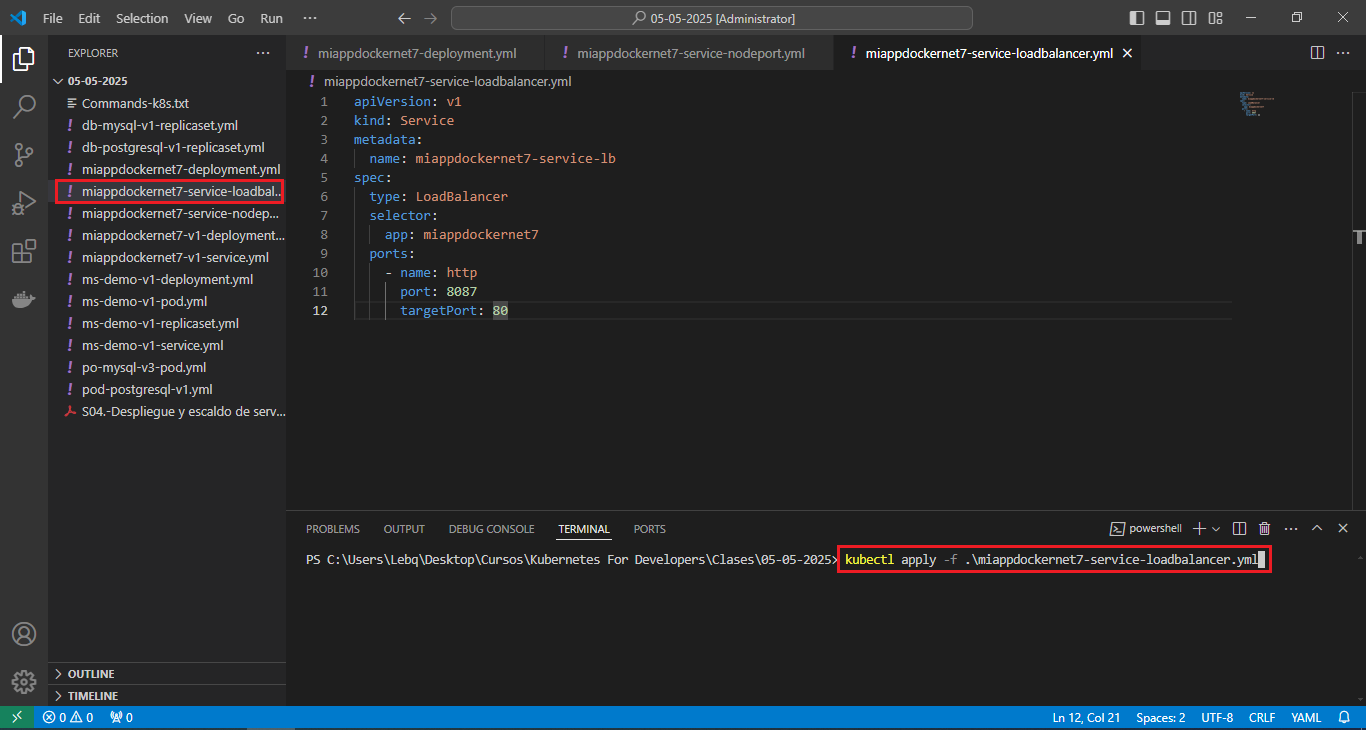 File Edit Selection View Go Run ··· 05-05-2025 [Administrator]
EXPLORER ···
05-05-2025
Commands-k8s.txt
! db-mysql-v1-replicaset.yml
! db-postgresql-v1-replicaset.yml
! miappdockernet7-deployment.yml
! miappdockernet7-service-loadbal...
! miappdockernet7-service-nodep...
! miappdockernet7-v1-deployment...
! miappdockernet7-v1-service.yml
! ms-demo-v1-deployment.yml
! ms-demo-v1-pod.yml
! ms-demo-v1-replicaset.yml
! ms-demo-v1-service.yml
! po-mysql-v3-pod.yml
! pod-postgresql-v1.yml
S04.-Despliegue y escaldo de serv...
OUTLINE
TIMELINE
! miappdockernet7-deployment.yml ! miappdockernet7-service-nodeport.yml ! miappdockernet7-service-loadbalancer.yml
! miappdockernet7-service-loadbalancer.yml
1 apiVersion: v1
2 kind: Service
3 metadata:
4 name: miappdockernet7-service-lb
5 spec:
6 type: LoadBalancer
7 selector:
8 app: miappdockernet7
9 ports:
10 - name: http
11 port: 8087
12 targetPort: 80
PROBLEMS OUTPUT DEBUG CONSOLE TERMINAL PORTS powershell
PS C:\Users\Lebq\Desktop\Cursos\Kubernetes For Developers\Clases\05-05-2025> kubectl apply -f .\miappdockernet7-service-loadbalancer.yml
0 0 0 Ln 12, Col 21 Spaces: 2 UTF-8 CRLF YAML